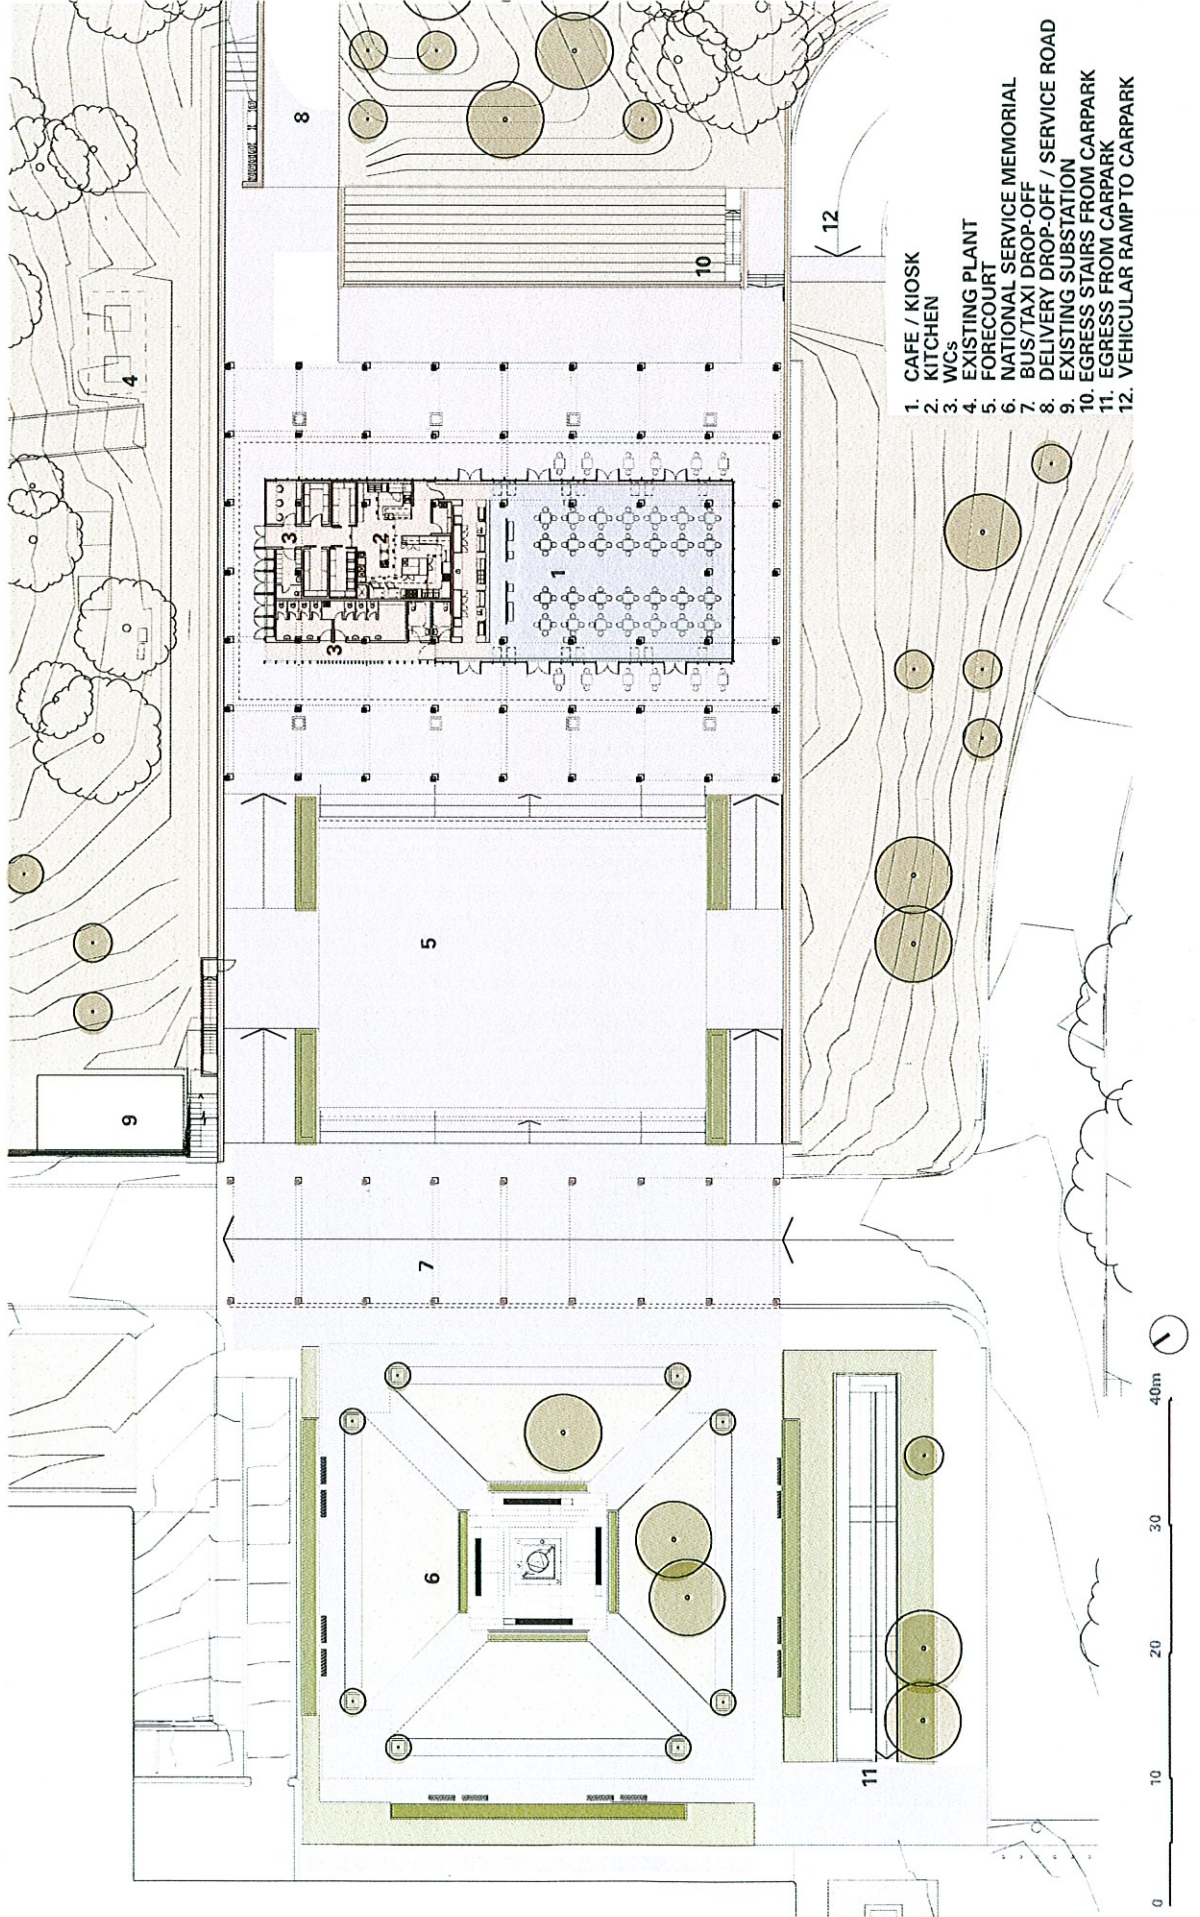 1. CAFE / KIOSK
2. KITCHEN
3. WCs
4. EXISTING PLANT
5. FORECOURT
6. NATIONAL SERVICE MEMORIAL
7. BUS/TAXI DROP-OFF
8. DELIVERY DROP-OFF / SERVICE ROAD
9. EXISTING SUBSTATION
10. EGRESS STAIRS FROM CARPARK
11. EGRESS FROM CARPARK
12. VEHICULAR RAMP TO CARPARK
8
12
10
4
3
2
1
3
5
9
7
6
11
0 10 20 30 40m